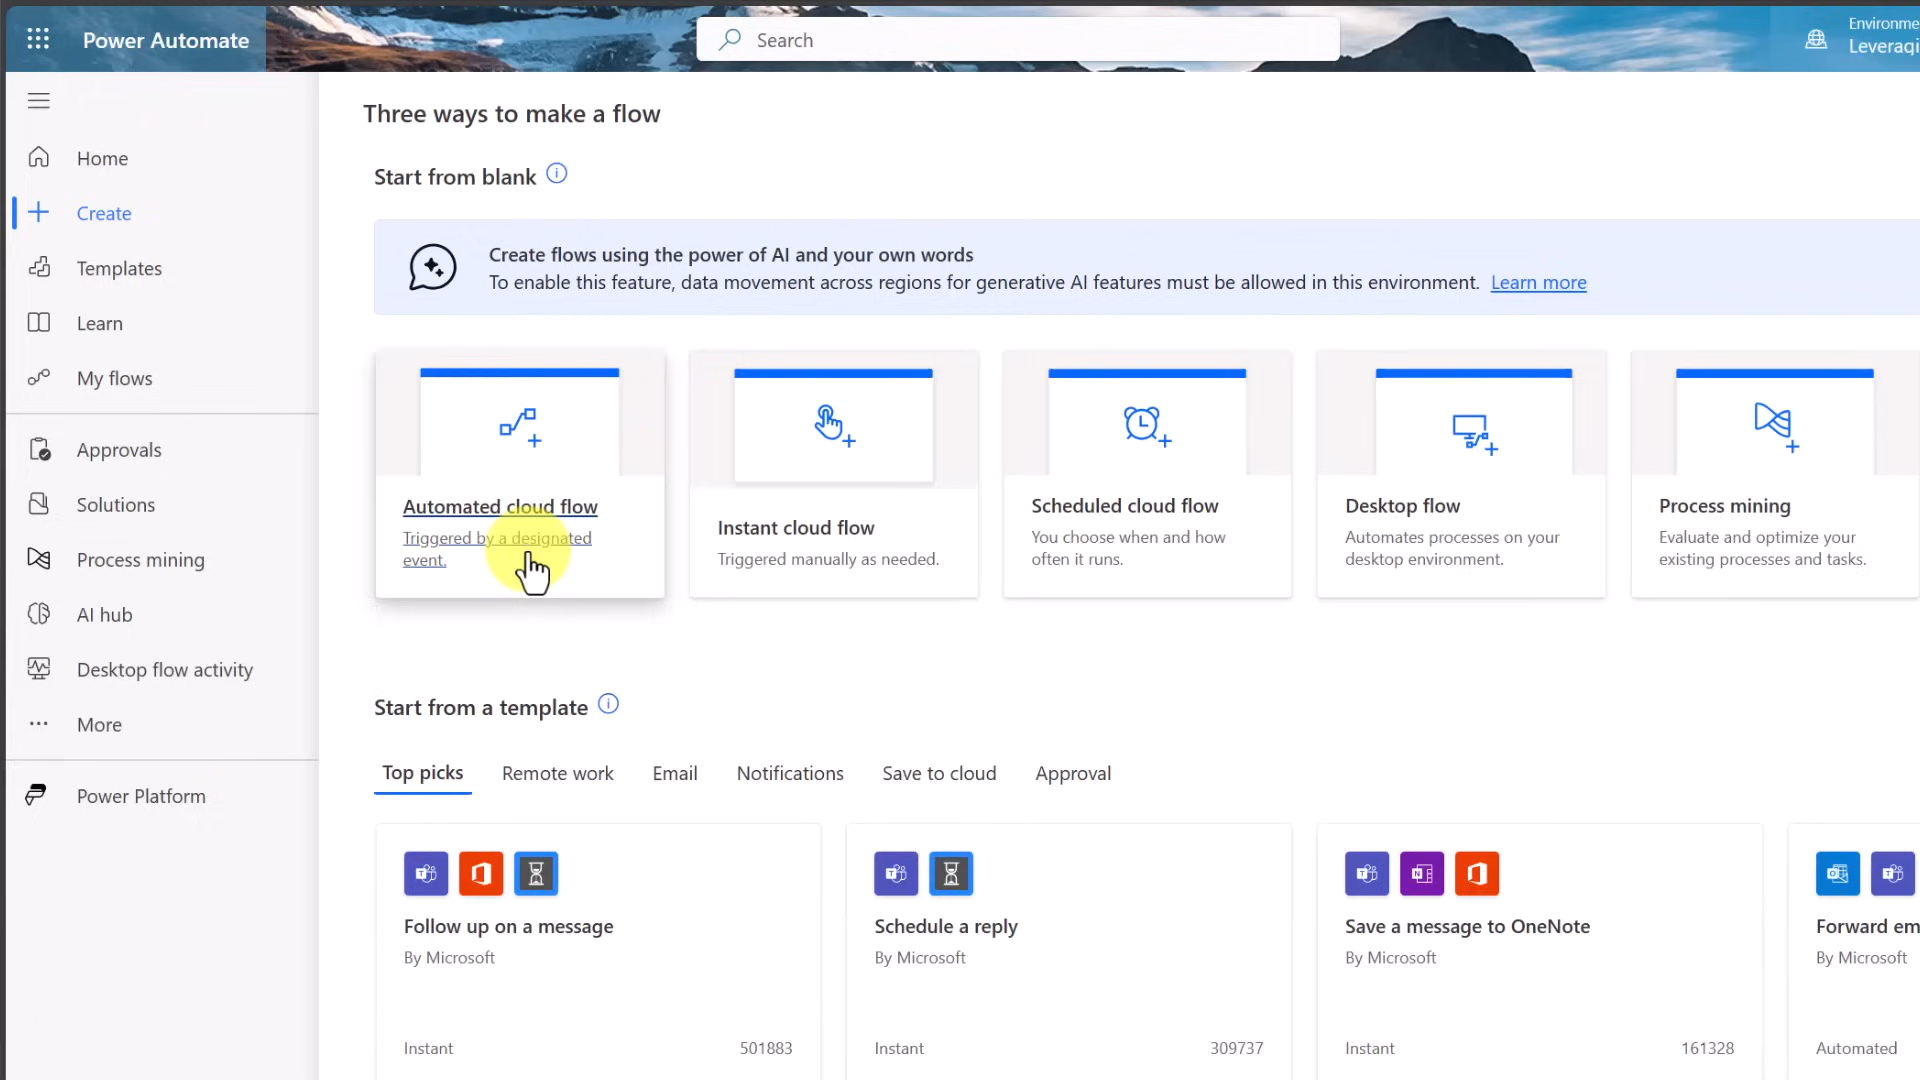 Power Automate
Search
Environme
Leveraqi
Home
Create
Templates
Learn
My flows
Approvals
Solutions
Process mining
AI hub
Desktop flow activity
More
Power Platform
Three ways to make a flow
Start from blank
Create flows using the power of AI and your own words
To enable this feature, data movement across regions for generative AI features must be allowed in this environment. Learn more
Automated cloud flow
Triggered by a designated
event.
Instant cloud flow
Triggered manually as needed.
Scheduled cloud flow
You choose when and how
often it runs.
Desktop flow
Automates processes on your
desktop environment.
Process mining
Evaluate and optimize your
existing processes and tasks.
Start from a template
Top picks Remote work Email Notifications Save to cloud Approval
Follow up on a message
By Microsoft
Instant 501883
Schedule a reply
By Microsoft
Instant 309737
Save a message to OneNote
By Microsoft
Instant 161328
Forward em
By Microsoft
Automated